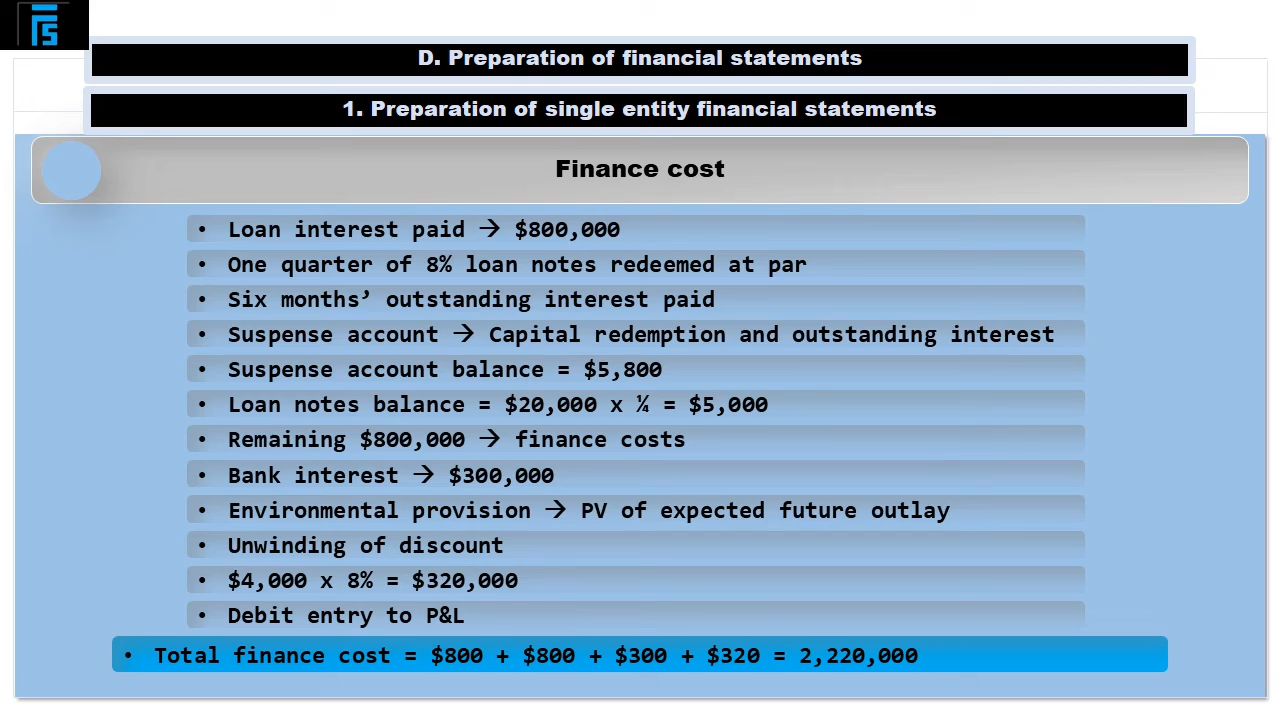 FS
D. Preparation of financial statements
1. Preparation of single entity financial statements
Finance cost
• Loan interest paid → $800,000
• One quarter of 8% loan notes redeemed at par
• Six months’ outstanding interest paid
• Suspense account → Capital redemption and outstanding interest
• Suspense account balance = $5,800
• Loan notes balance = $20,000 x ¼ = $5,000
• Remaining $800,000 → finance costs
• Bank interest → $300,000
• Environmental provision → PV of expected future outlay
• Unwinding of discount
• $4,000 x 8% = $320,000
• Debit entry to P&L
• Total finance cost = $800 + $800 + $300 + $320 = 2,220,000